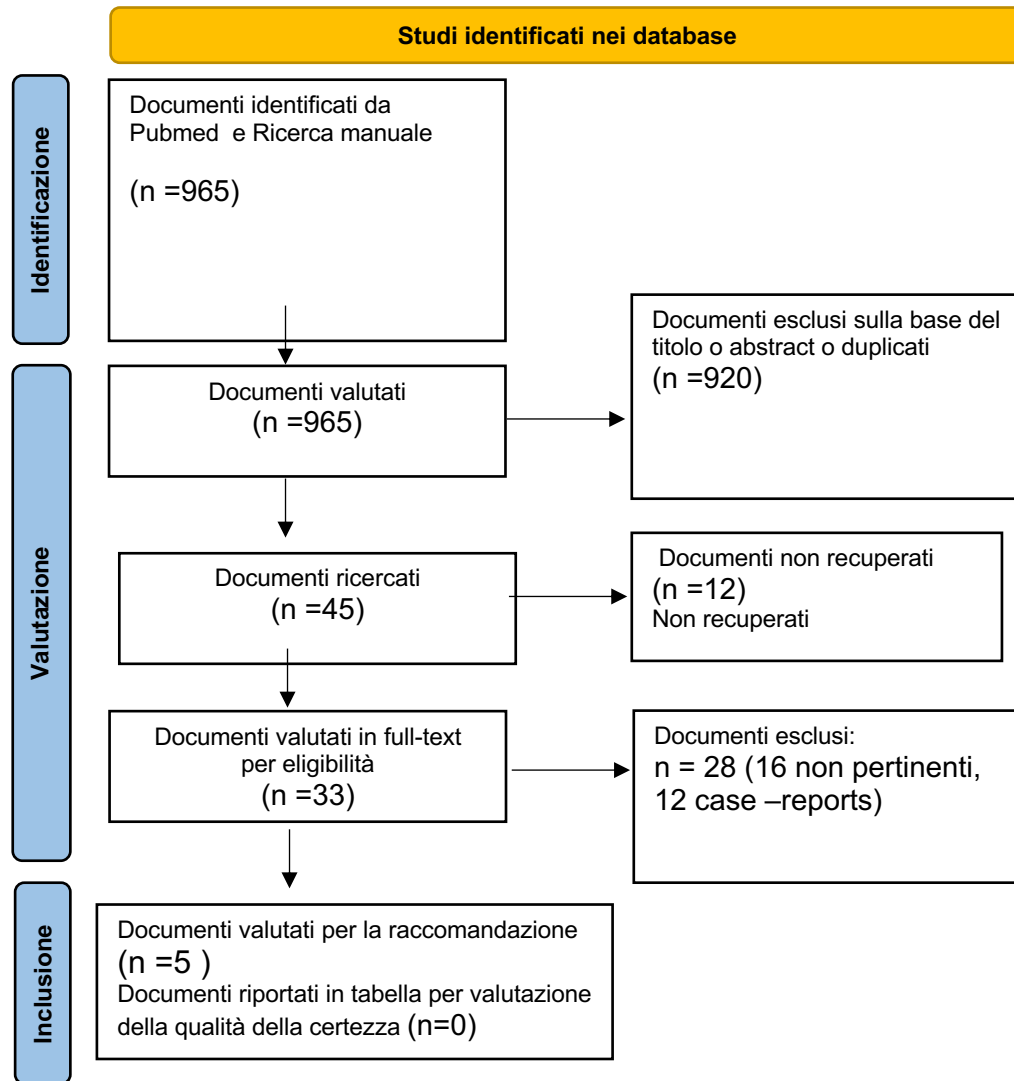 Studi identificati nei database
Identificazione
Documenti identificati da
Pubmed e Ricerca manuale
(n =965)
Documenti esclusi sulla base del
titolo o abstract o duplicati
(n =920)
Valutazione
Documenti valutati
(n =965)
Documenti ricercati
(n =45)
Documenti non recuperati
(n =12)
Non recuperati
Documenti valutati in full-text
per eligibilità
(n =33)
Documenti esclusi:
n = 28 (16 non pertinenti,
12 case –reports)
Inclusione
Documenti valutati per la raccomandazione
(n =5 )
Documenti riportati in tabella per valutazione
della qualità della certezza (n=0)